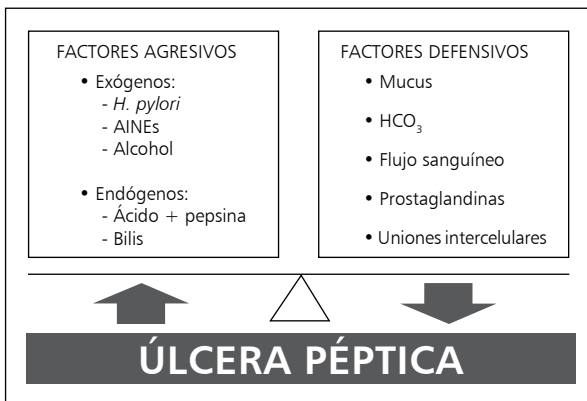 FACTORES AGRESIVOS
• Exógenos:
- H. pylori
- AINEs
- Alcohol
• Endógenos:
- Ácido + pepsina
- Bilis
FACTORES DEFENSIVOS
• Mucus
• HCO₃
• Flujo sanguíneo
• Prostaglandinas
• Uniones intercelulares
ÚLCERA PÉPTICA